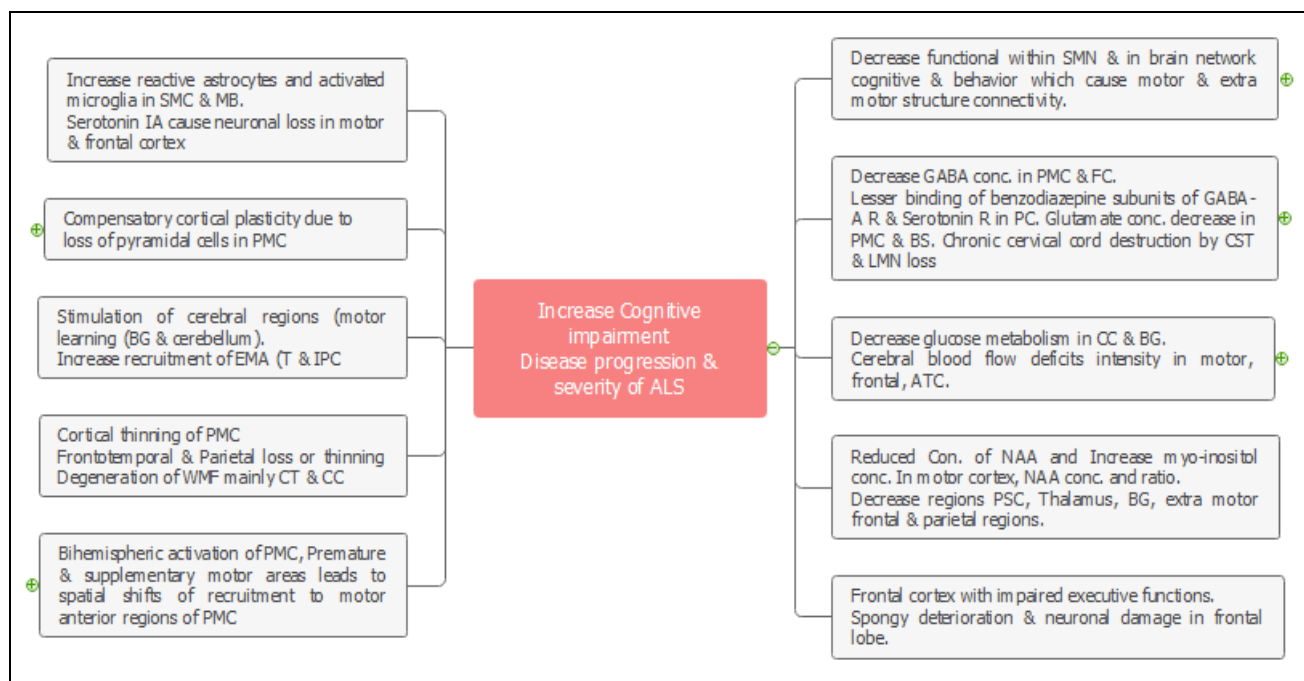 Increase reactive astrocytes and activated
microglia in SMC & MB.
Serotonin IA cause neuronal loss in motor
& frontal cortex
Compensatory cortical plasticity due to
loss of pyramidal cells in PMC
Stimulation of cerebral regions (motor
learning (BG & cerebellum).
Increase recruitment of EMA (T & IPC
Cortical thinning of PMC
Frontotemporal & Parietal loss or thinning
Degeneration of WMF mainly CT & CC
Bihemispheric activation of PMC, Premature
& supplementary motor areas leads to
spatial shifts of recruitment to motor
anterior regions of PMC
Increase Cognitive
impairment
Disease progression &
severity of ALS
Decrease functional within SMN & in brain network
cognitive & behavior which cause motor & extra
motor structure connectivity.
Decrease GABA conc. in PMC & FC.
Lesser binding of benzodiazepine subunits of GABA-
A R & Serotonin R in PC. Glutamate conc. decrease in
PMC & BS. Chronic cervical cord destruction by CST
& LMN loss
Decrease glucose metabolism in CC & BG.
Cerebral blood flow deficits intensity in motor,
frontal, ATC.
Reduced Con. of NAA and Increase myo-inositol
conc. In motor cortex, NAA conc. and ratio.
Decrease regions PSC, Thalamus, BG, extra motor
frontal & parietal regions.
Frontal cortex with impaired executive functions.
Spongy deterioration & neuronal damage in frontal
lobe.